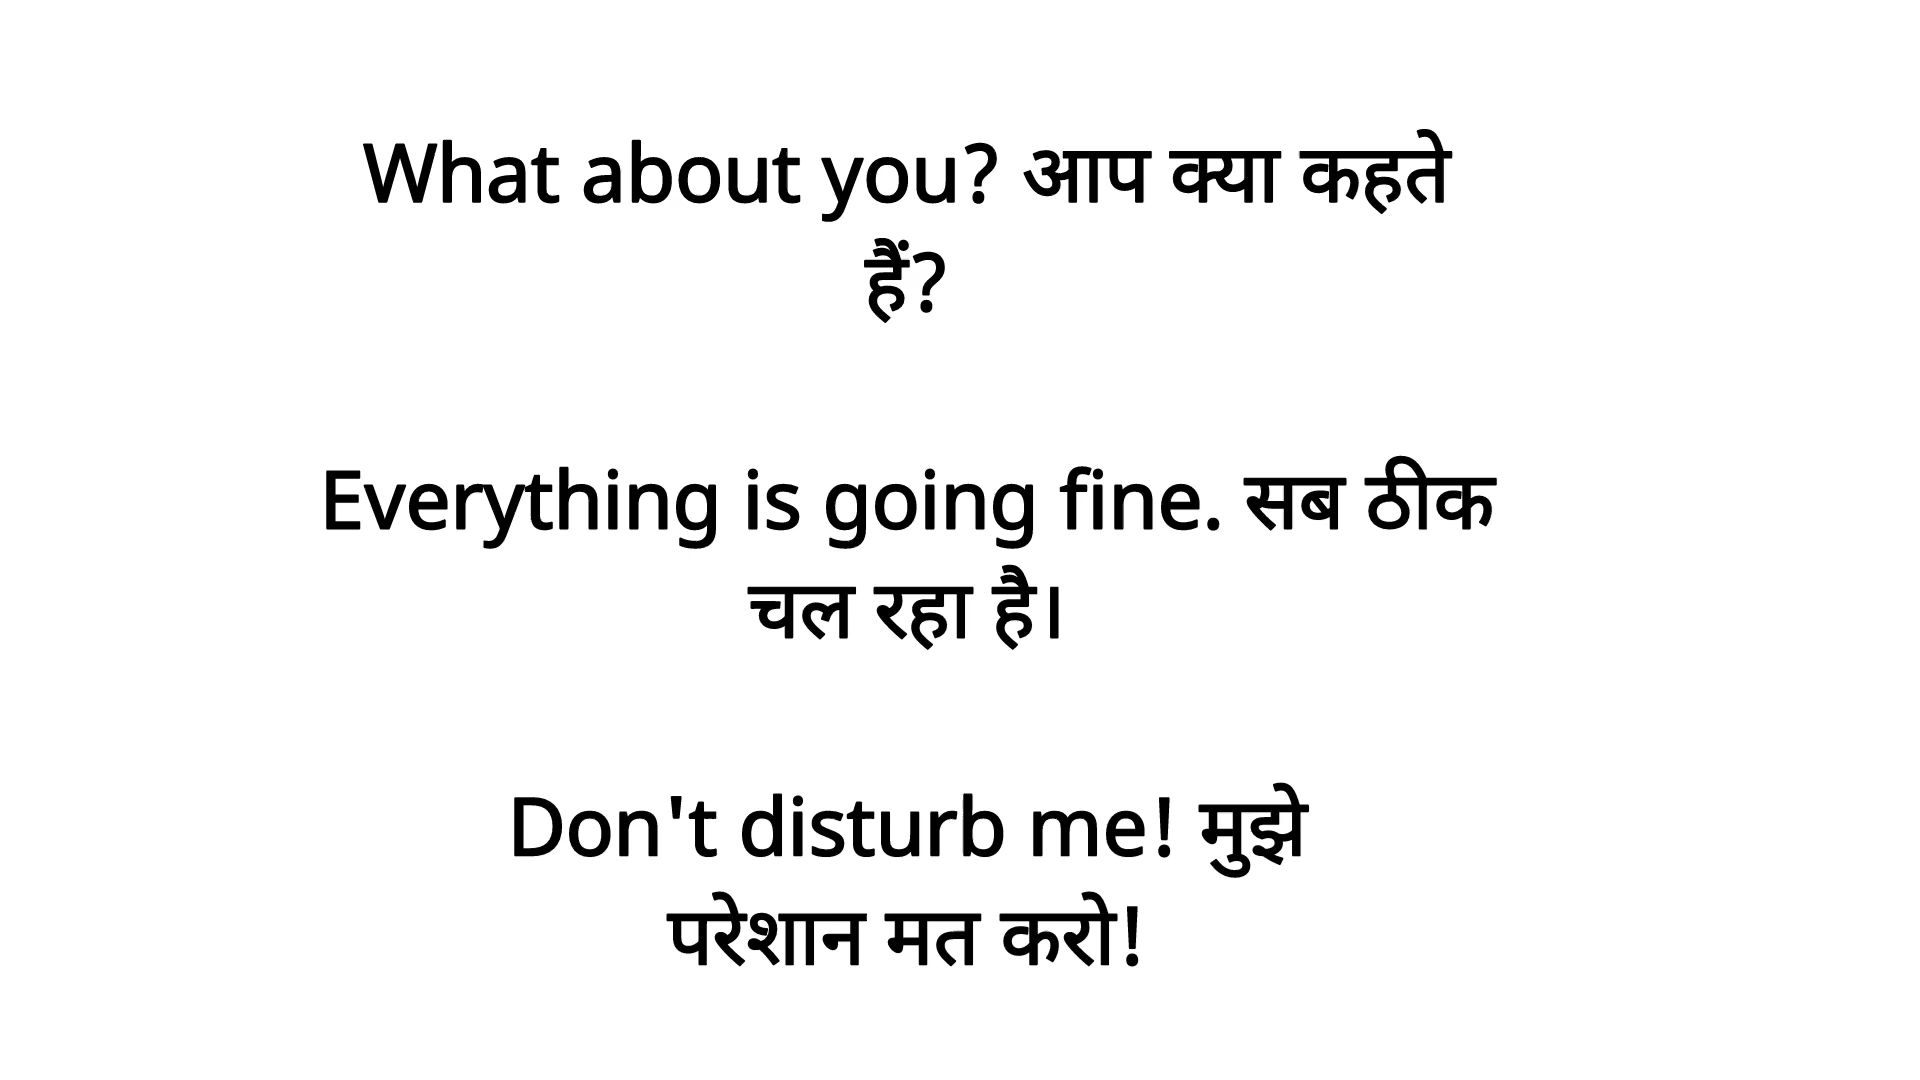 What about you? आप क्या कहते
हैं?
Everything is going fine. सब ठीक
चल रहा है।
Don't disturb me! मुझे
परेशान मत करो!